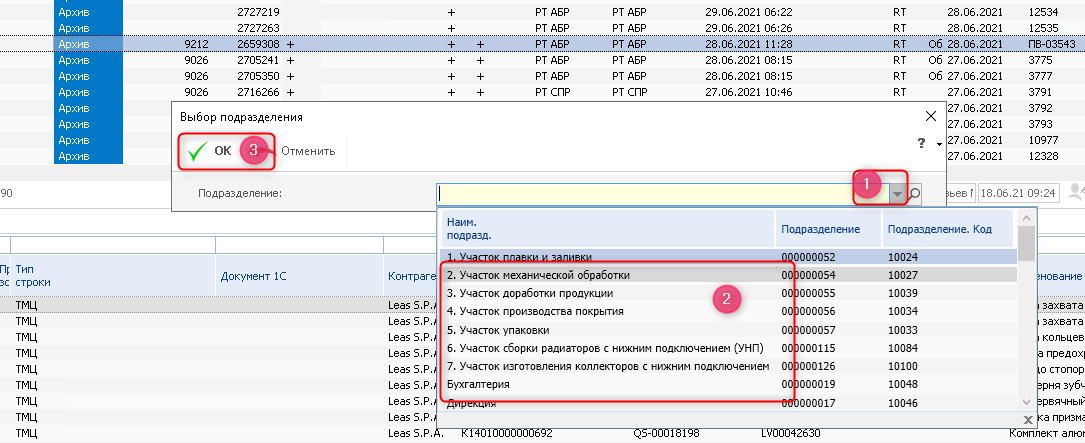 Архив 2727219 + РТ АБР РТ АБР 29.06.2021 06:22 RT 28.06.2021 12534
Архив 2727263 + РТ АБР РТ АБР 29.06.2021 06:26 RT 28.06.2021 12535
Архив 9212 2659308 + + + РТ АБР РТ АБР 28.06.2021 11:28 RT Об 28.06.2021 ПВ-03543
Архив 9026 2705241 + + + РТ АБР РТ АБР 28.06.2021 08:15 RT Об 27.06.2021 3775
Архив 9026 2705350 + + + РТ АБР РТ АБР 28.06.2021 08:15 RT Об 27.06.2021 3777
Архив 9026 2716266 + + + РТ СПР РТ СПР 27.06.2021 10:46 RT 27.06.2021 3791
Архив 27.06.2021 3792
Архив 27.06.2021 3793
Архив 27.06.2021 10977
Архив 27.06.2021 12328
Выбор подразделения
OK 3 Отменить
?
90 Подразделение: 1 18.06.21 09:24
Наим. подразд. Подразделение Подразделение. Код
Тип строки Документ 1С
1. Участок плавки и заливки 000000052 10024
2. Участок механической обработки 000000054 10027
3. Участок доработки продукции 000000055 10039
4. Участок производства покрытия 000000056 10034
5. Участок упаковки 000000057 10033
6. Участок сборки радиаторов с нижним подключением (УНП) 000000115 10084
7. Участок изготовления коллекторов с нижним подключением 000000126 10100
Бухгалтерия 000000019 10048
Дирекция 000000017 10046
2
ТМЦ Leas S.P.A. захвата
ТМЦ Leas S.P.A. захвата
ТМЦ Leas S.P.A. кольцев
ТМЦ Leas S.P.A. предохр
ТМЦ Leas S.P.A. стопор
ТМЦ Leas S.P.A. зубч
ТМЦ Leas S.P.A.
ТМЦ Leas S.P.A. призма
ТМЦ Leas S.P.A. K14010000000692 QS-00018198 LV00042630 Комплект алюм